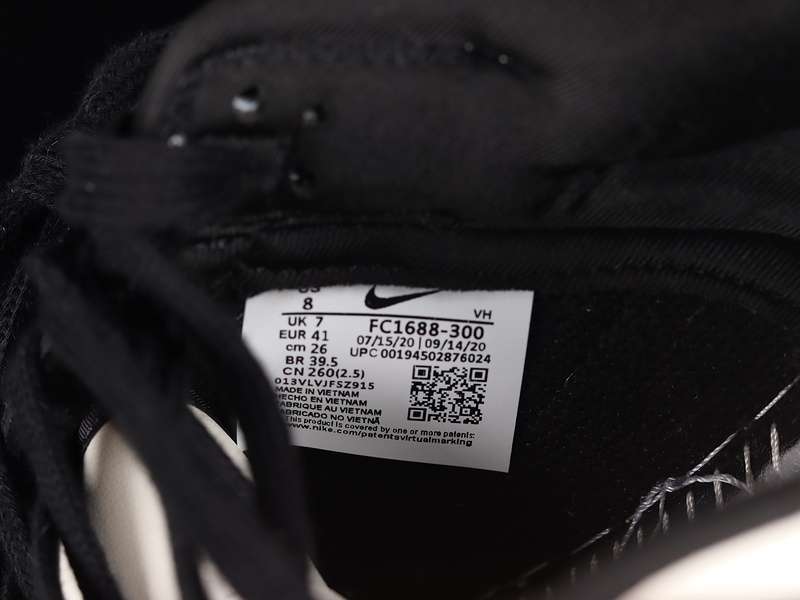 US
8
VH
UK 7
FC1688-300
EUR 41
07/15/20 | 09/14/20
cm 26
UPC 00194502876024
BR 39.5
CN 260(2.5)
013VLVJFSZ915
MADE IN VIETNAM
HECHO EN VIETNAM
FABRIQUE AU VIETNAM
FABRICADO NO VIETNÃ
This product is covered by one or more patents:
www.nike.com/patentsvirtualmarking